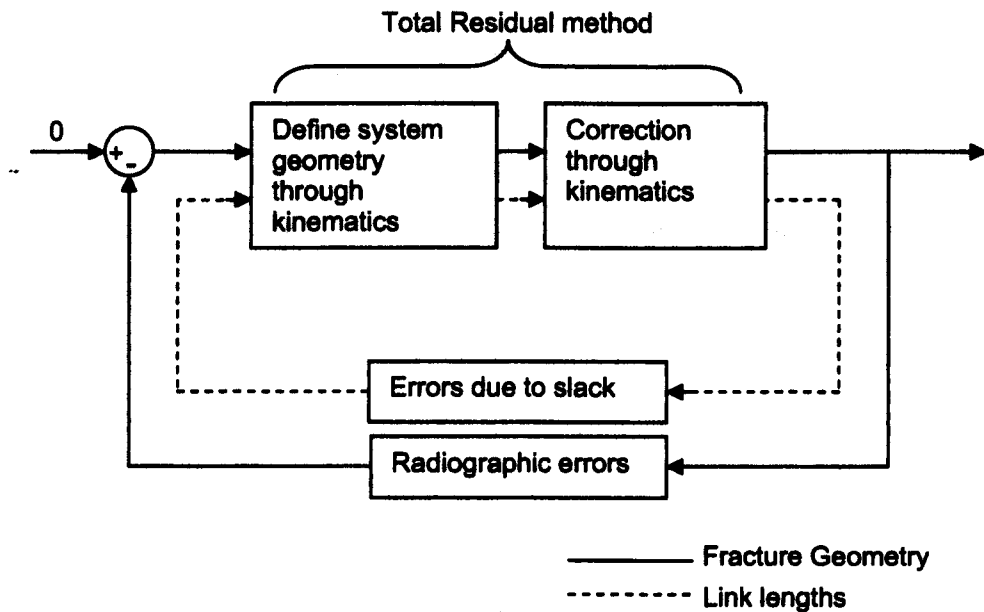 Total Residual method
0
+
-
Define system
geometry
through
kinematics
Correction
through
kinematics
Errors due to slack
Radiographic errors
Fracture Geometry
Link lengths